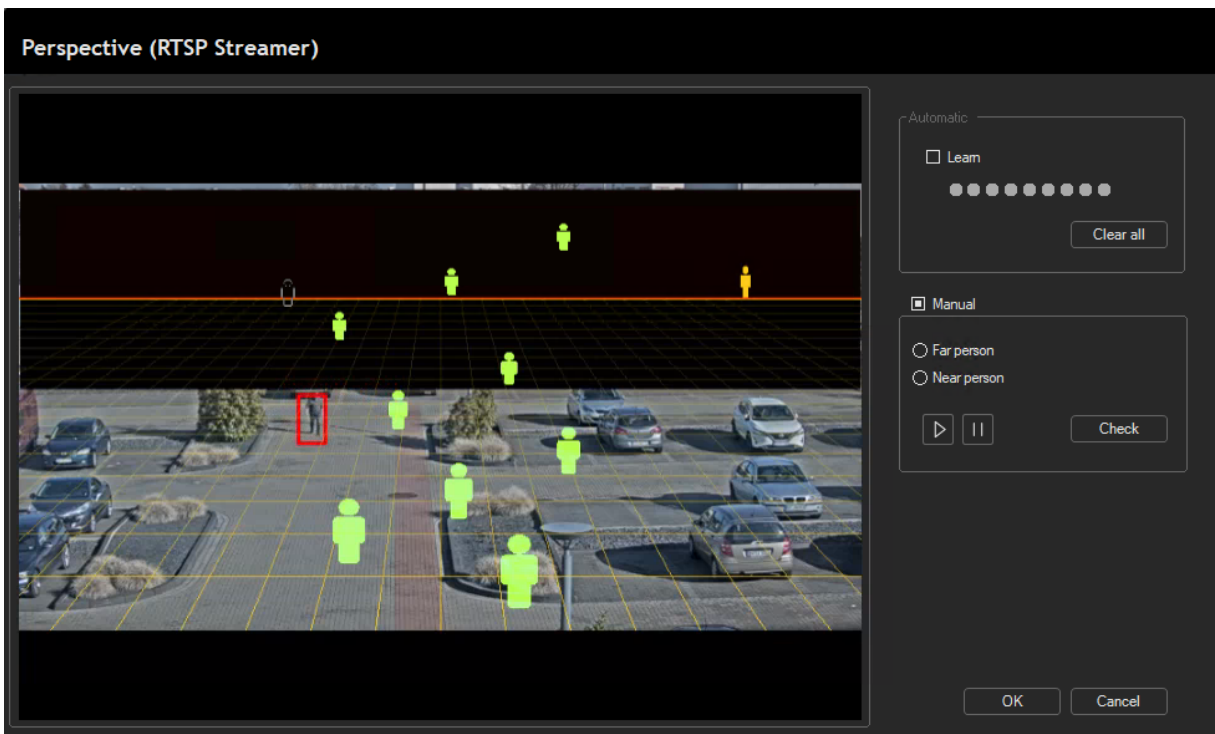 Perspective (RTSP Streamer)
Automatic
Learn
Clear all
Manual
Far person
Near person
Check
OK
Cancel